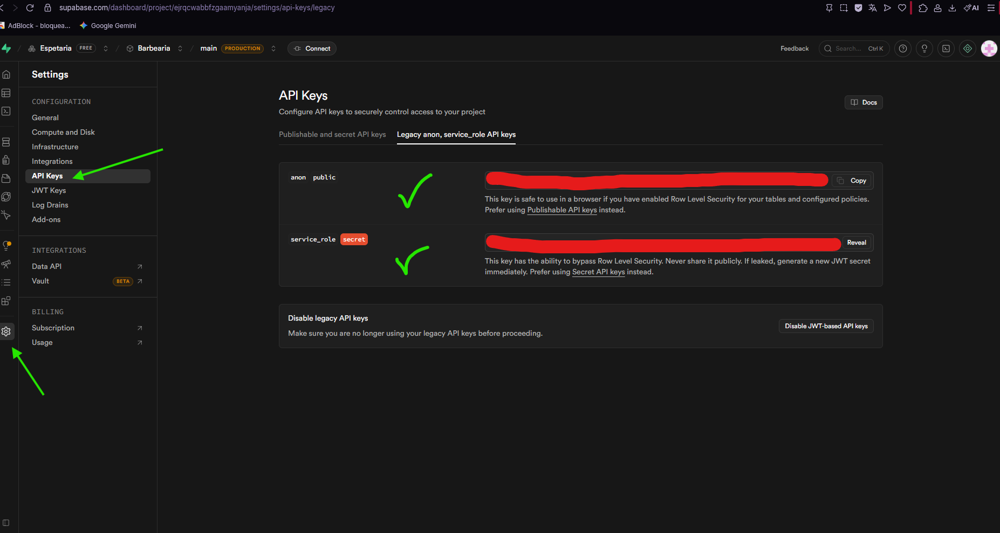 supabase.com/dashboard/project/ejrqcwabbfzgaamyanja/settings/api-keys/legacy
AI
AdBlock - bloquea...
Google Gemini
/ Espetaria FREE / Barbearia / main PRODUCTION Connect
Feedback
Search... Ctrl K
Settings
CONFIGURATION
General
Compute and Disk
Infrastructure
Integrations
API Keys
JWT Keys
Log Drains
Add-ons
INTEGRATIONS
Data API
Vault BETA
BILLING
Subscription
Usage
API Keys
Configure API keys to securely control access to your project
Docs
Publishable and secret API keys
Legacy anon, service_role API keys
anon public
Copy
This key is safe to use in a browser if you have enabled Row Level Security for your tables and configured policies.
Prefer using Publishable API keys instead.
service_role secret
Reveal
This key has the ability to bypass Row Level Security. Never share it publicly. If leaked, generate a new JWT secret
immediately. Prefer using Secret API keys instead.
Disable legacy API keys
Make sure you are no longer using your legacy API keys before proceeding.
Disable JWT-based API keys